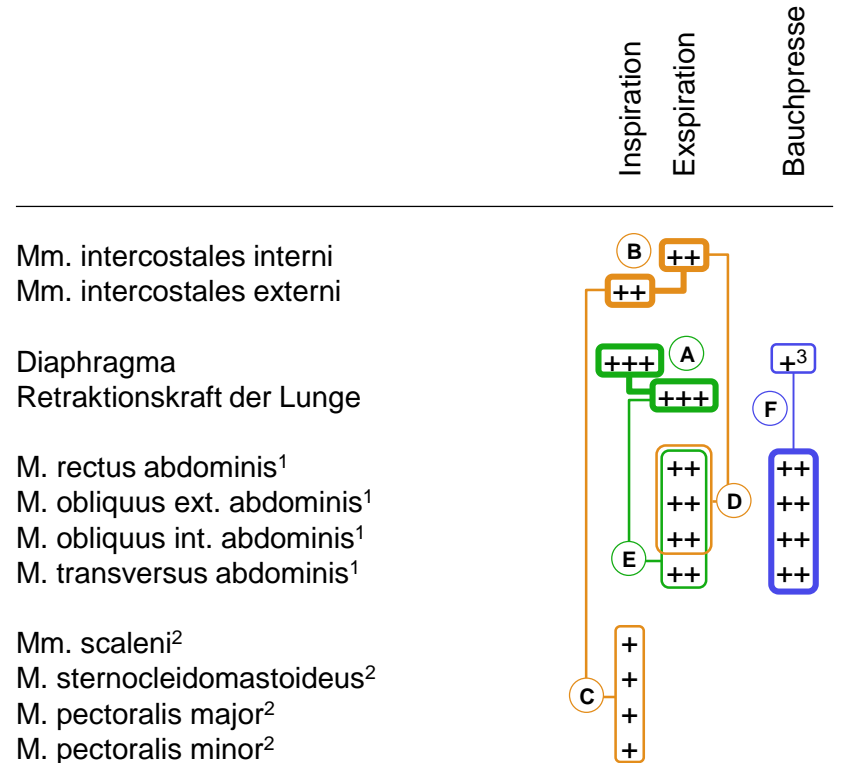 Inspiration Exspiration Bauchpresse
Mm. intercostales interni B ++
Mm. intercostales externi ++
Diaphragma +++ A +³
Retraktionskraft der Lunge +++ F
M. rectus abdominis¹ ++ ++
M. obliquus ext. abdominis¹ ++ D ++
M. obliquus int. abdominis¹ ++ ++
M. transversus abdominis¹ E ++ ++
Mm. scaleni² +
M. sternocleidomastoideus² C +
M. pectoralis major² +
M. pectoralis minor² +